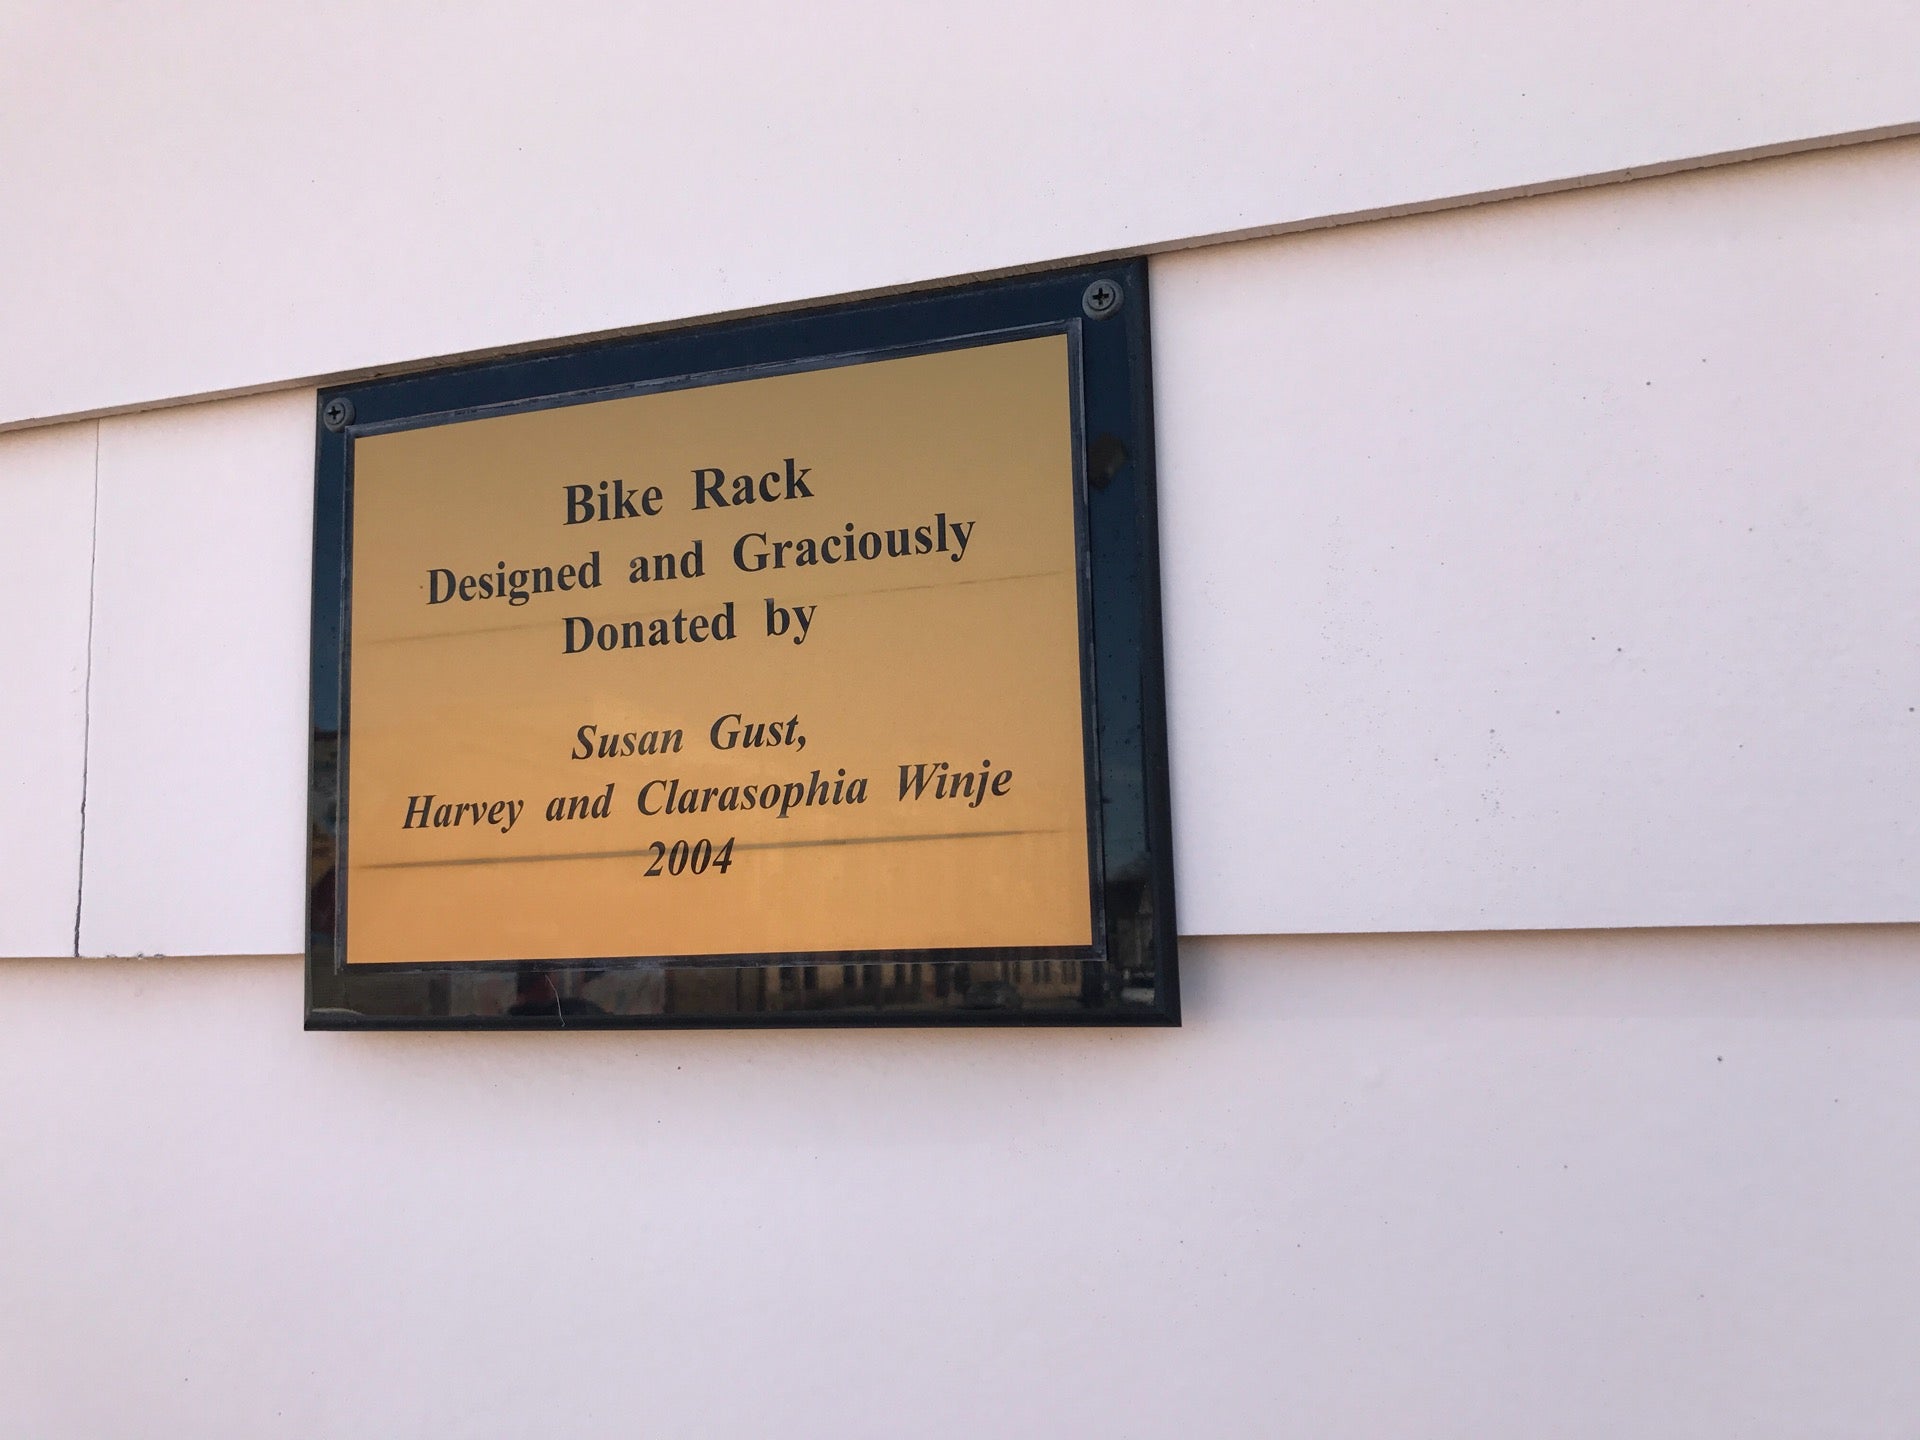 Bike Rack
Designed and Graciously
Donated by
Susan Gust,
Harvey and Clarasophia Winje
2004